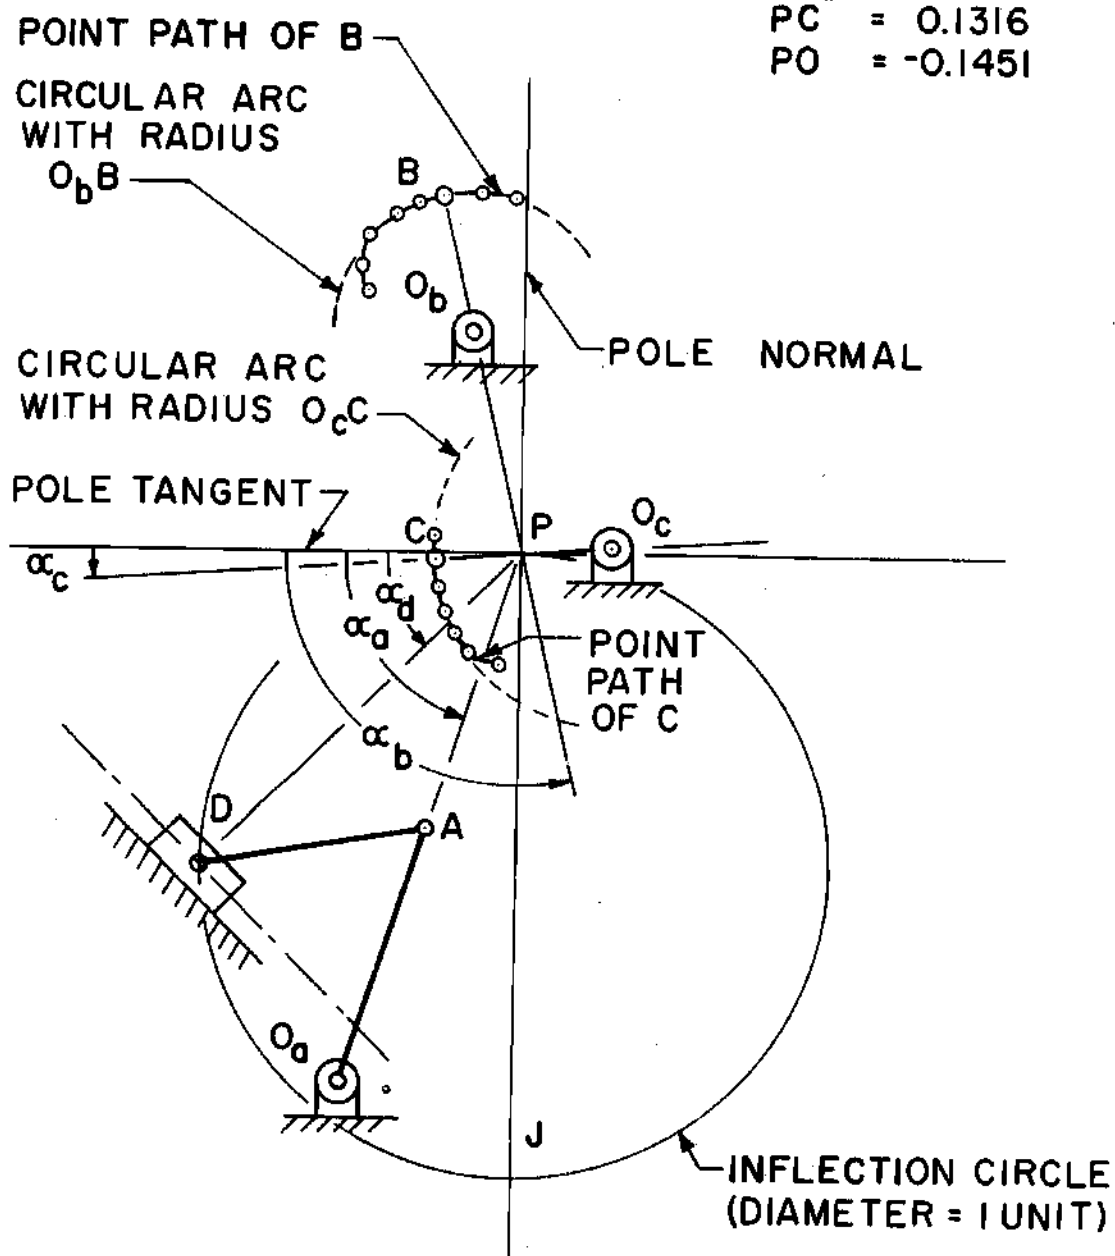 PC = 0.1316
PO = -0.1451
POINT PATH OF B
CIRCULAR ARC
WITH RADIUS
ObB
B
Ob
POLE NORMAL
CIRCULAR ARC
WITH RADIUS OcC
POLE TANGENT
C
P
Oc
αc
αd
αa
αb
POINT
PATH
OF C
D
A
Oa
J
INFLECTION CIRCLE
(DIAMETER = 1 UNIT)